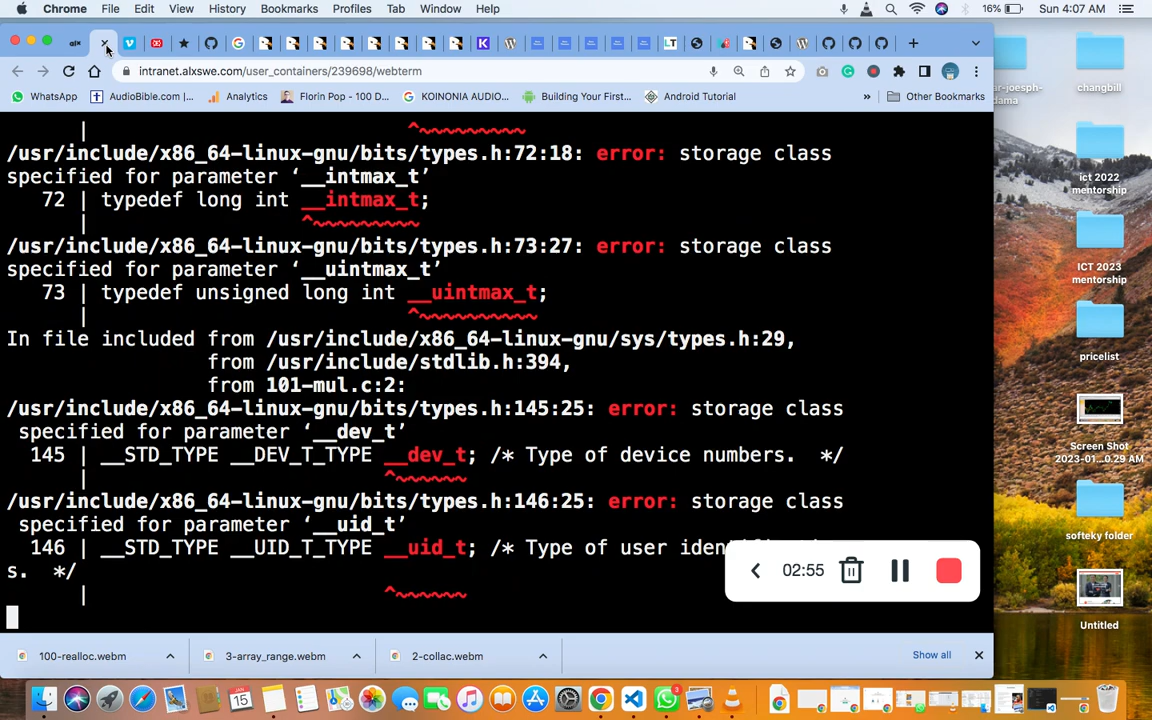 Chrome File Edit View History Bookmarks Profiles Tab Window Help 16% Sun 4:07 AM
intranet.alxswe.com/user_containers/239698/webterm
WhatsApp AudioBible.com |... Analytics Florin Pop - 100 D... KOINONIA AUDIO... Building Your First... Android Tutorial » Other Bookmarks
/usr/include/x86_64-linux-gnu/bits/types.h:72:18: error: storage class
specified for parameter ‘__intmax_t’
72 | typedef long int __intmax_t;
| ^~~~~~~~~~
/usr/include/x86_64-linux-gnu/bits/types.h:73:27: error: storage class
specified for parameter ‘__uintmax_t’
73 | typedef unsigned long int __uintmax_t;
| ^~~~~~~~~~~
In file included from /usr/include/x86_64-linux-gnu/sys/types.h:29,
from /usr/include/stdlib.h:394,
from 101-mul.c:2:
/usr/include/x86_64-linux-gnu/bits/types.h:145:25: error: storage class
specified for parameter ‘__dev_t’
145 | __STD_TYPE __DEV_T_TYPE __dev_t; /* Type of device numbers. */
| ^~~~~~~
/usr/include/x86_64-linux-gnu/bits/types.h:146:25: error: storage class
specified for parameter ‘__uid_t’
146 | __STD_TYPE __UID_T_TYPE __uid_t; /* Type of user
s. */
| ^~~~~~~
02:55
100-realloc.webm 3-array_range.webm 2-collac.webm Show all
changbill
ict 2022
mentorship
ICT 2023
mentorship
pricelist
Screen Shot
2023-01...0.29 AM
softeky folder
Untitled